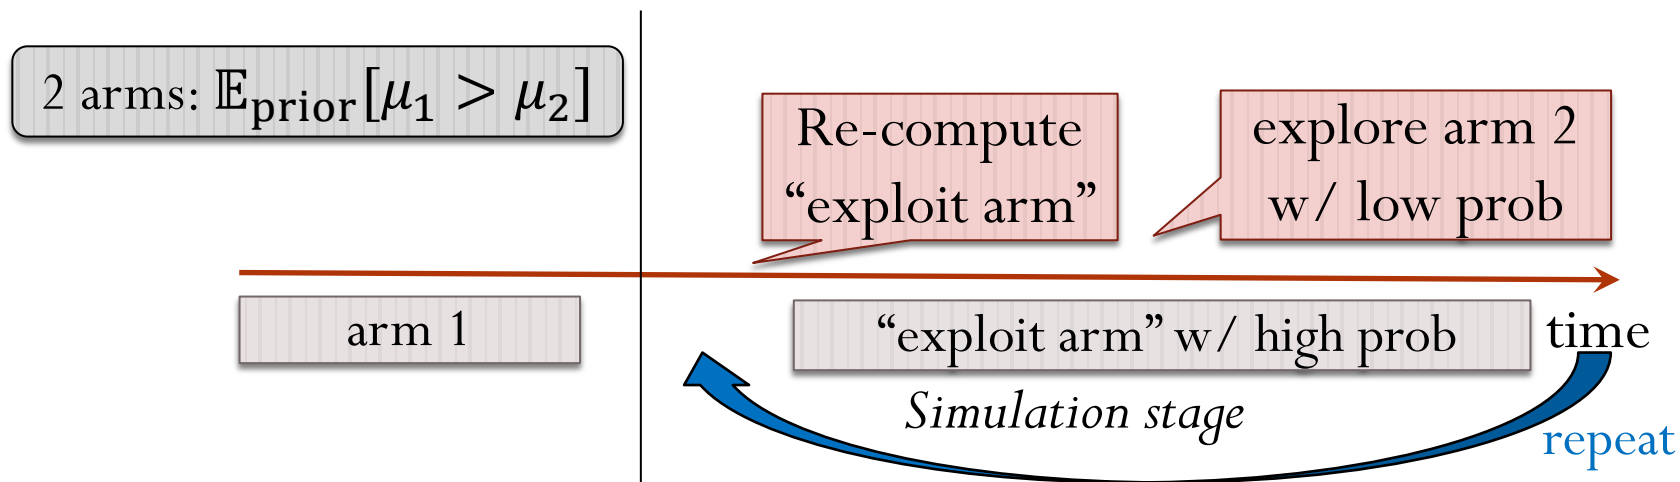 2 arms: 𝔼prior[μ1 > μ2]
Re-compute
“exploit arm”
explore arm 2
w/ low prob
arm 1
“exploit arm” w/ high prob
time
Simulation stage
repeat